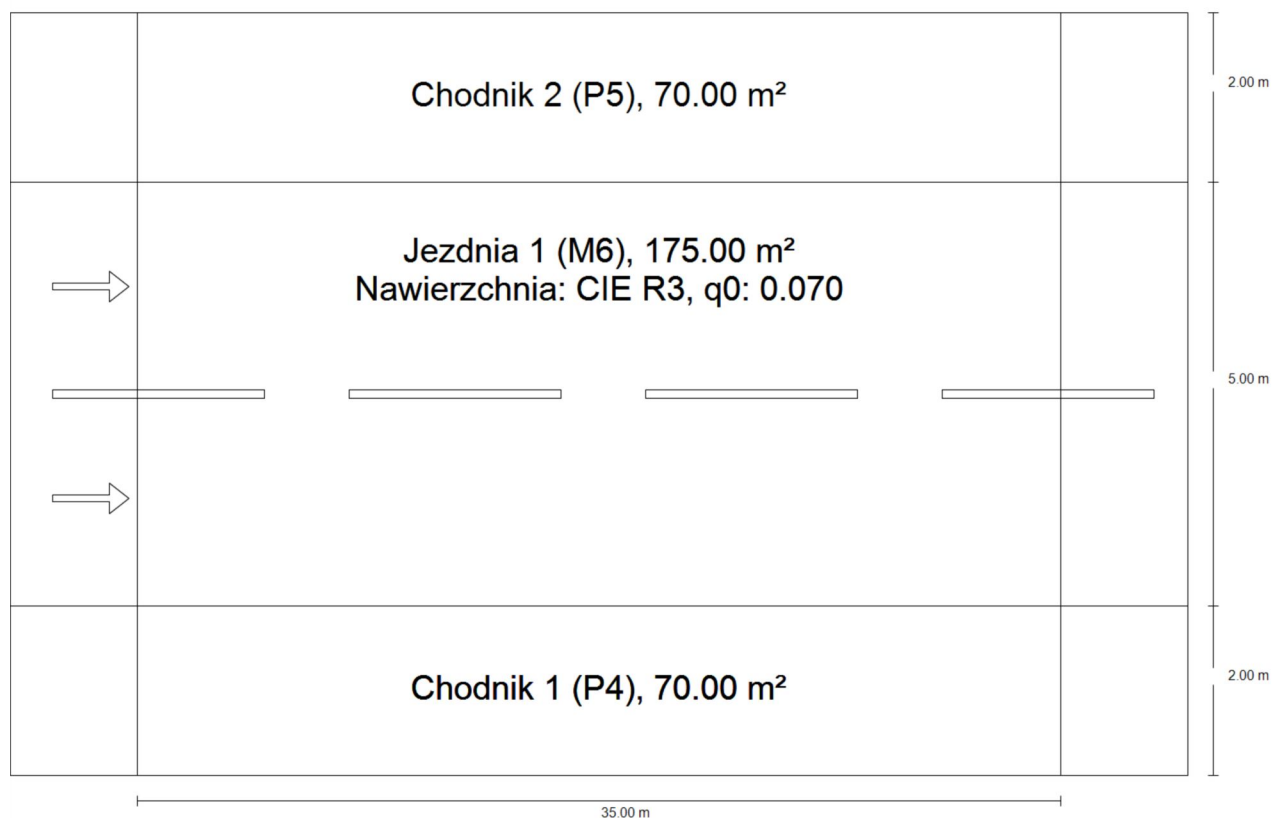 Chodnik 2 (P5), 70.00 m²
2.00 m
Jezdnia 1 (M6), 175.00 m²
Nawierzchnia: CIE R3, q0: 0.070
5.00 m
Chodnik 1 (P4), 70.00 m²
2.00 m
35.00 m